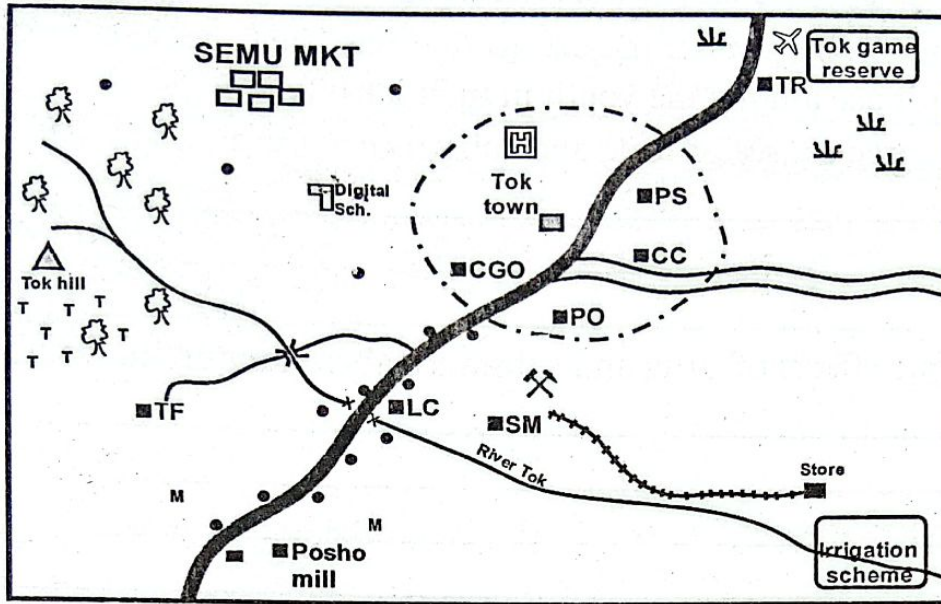 SEMU MKT
Tok game
reserve
TR
H
Tok
town
Digital
Sch.
PS
CGO
CC
Tok hill
PO
T T T T
T T T
T
TF
LC
SM
River Tok
Store
M
M
Posho
mill
Irrigation
scheme